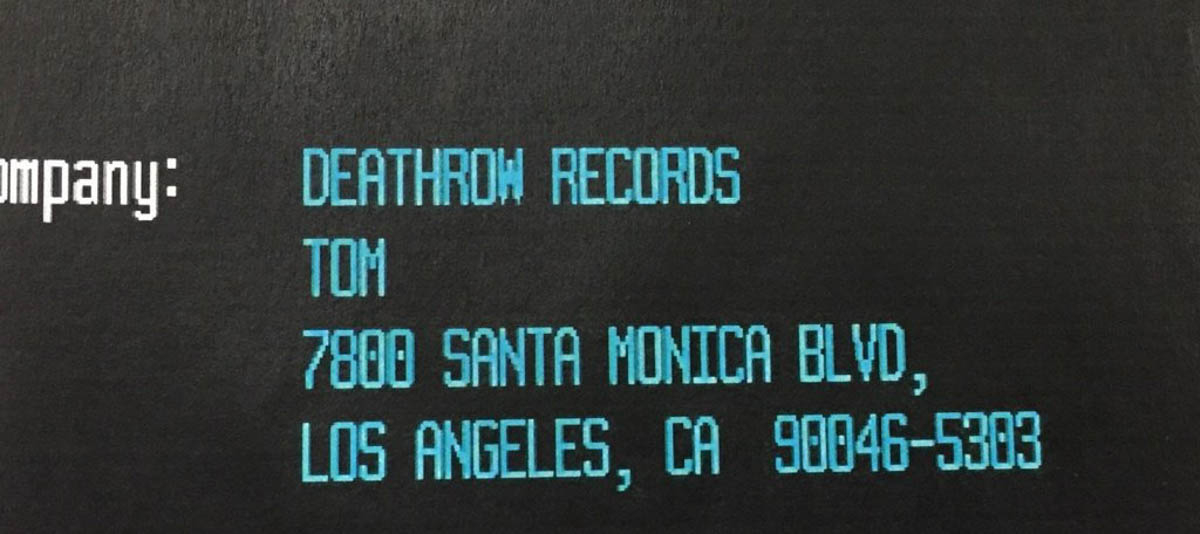 ompany: DEATHROW RECORDS
TOM
7800 SANTA MONICA BLVD,
LOS ANGELES, CA 90046-5303